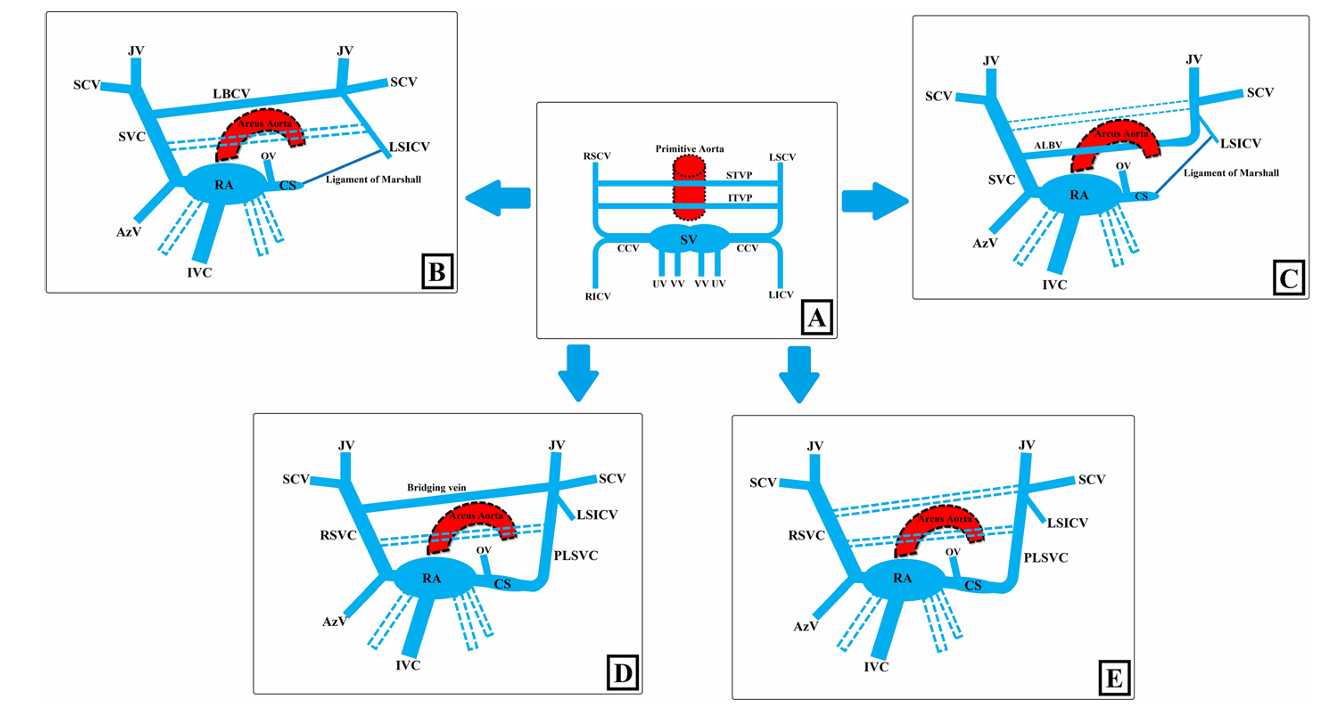 JV
JV
SCV
SCV
LBCV
Arcus Aorta
SVC
LSICV
OV
RA
CS
Ligament of Marshall
AzV
IVC
B
Primitive Aorta
RSCV
LSCV
STVP
ITVP
SV
CCV
CCV
UV VV VV UV
RICV
LICV
A
JV
JV
SCV
SCV
Arcus Aorta
ALBV
LSICV
OV
SVC
Ligament of Marshall
RA
CS
AzV
IVC
C
JV
JV
SCV
SCV
Bridging vein
LSICV
Arcus Aorta
RSVC
OV
PLSVC
RA
CS
AzV
IVC
D
JV
JV
SCV
SCV
Arcus Aorta
LSICV
RSVC
OV
PLSVC
RA
CS
AzV
IVC
E